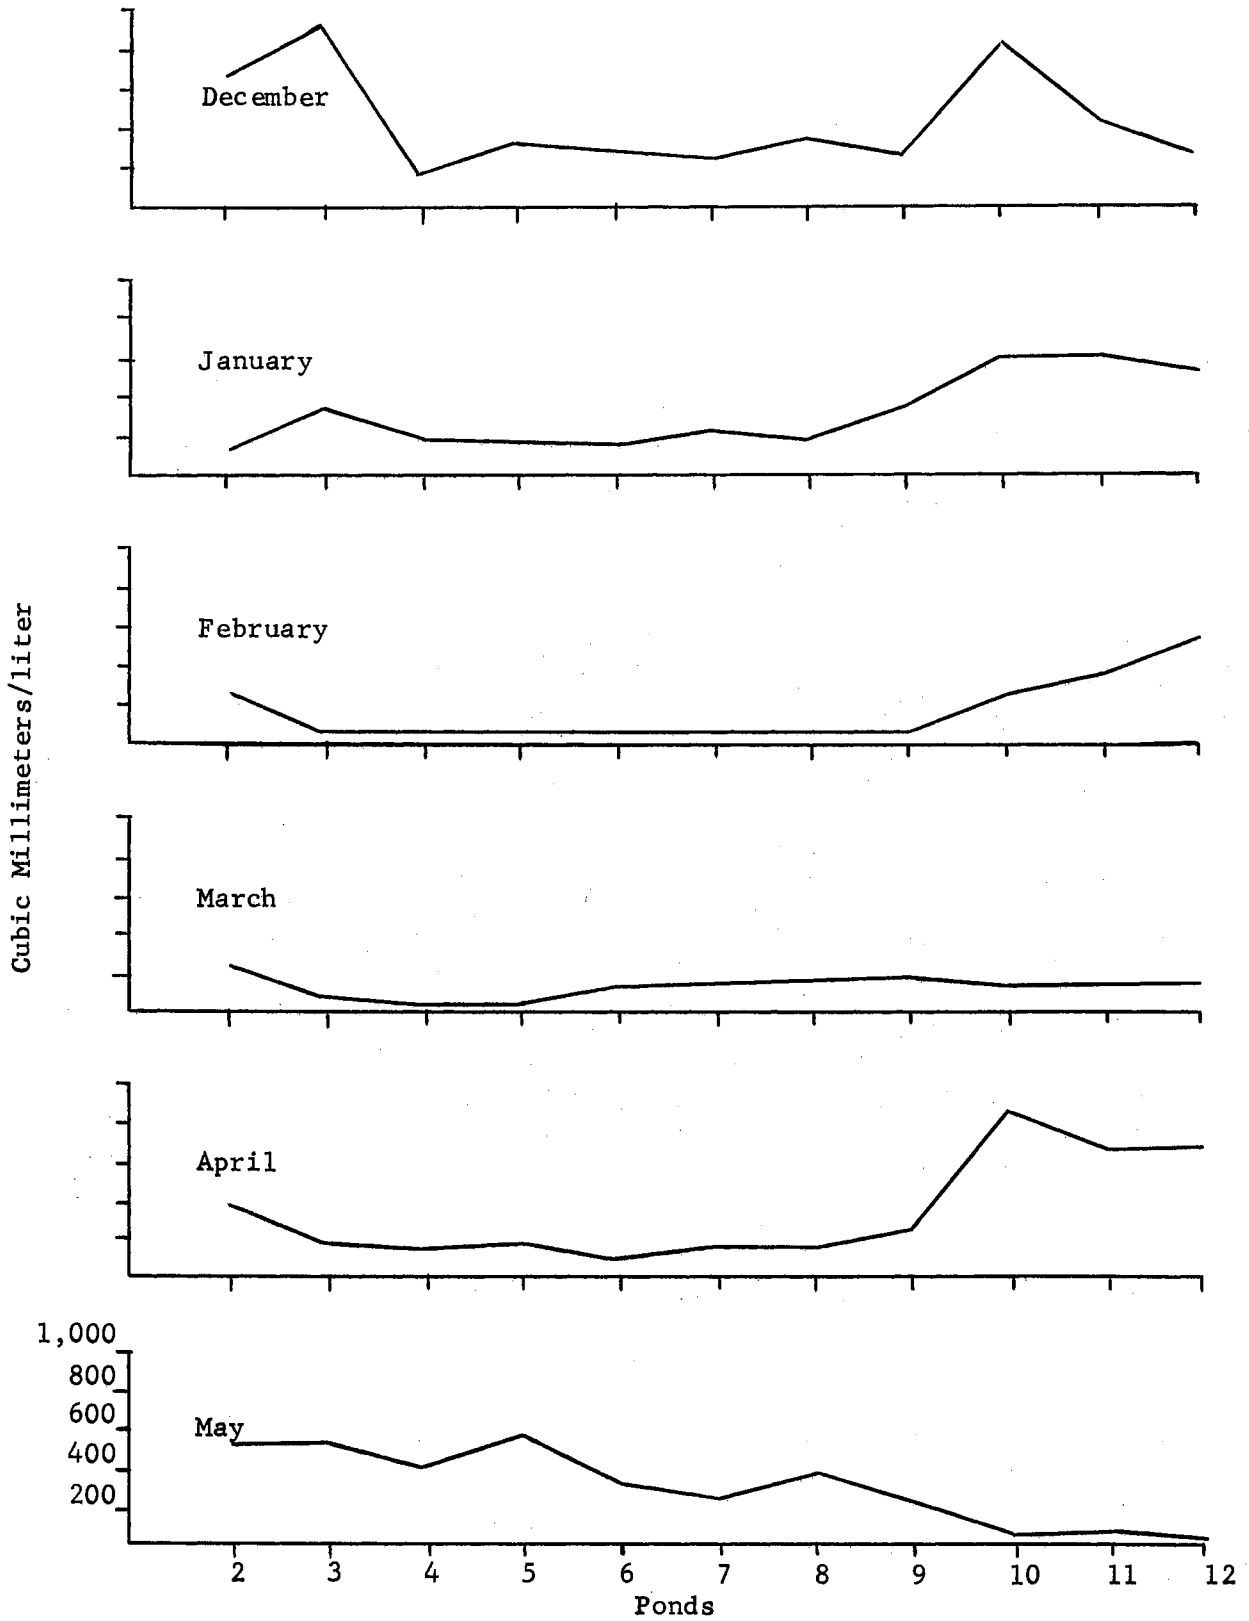 December
January
February
Cubic Millimeters/liter
March
April
1,000
800
600
May
400
200
2 3 4 5 6 7 8 9 10 11 12
Ponds